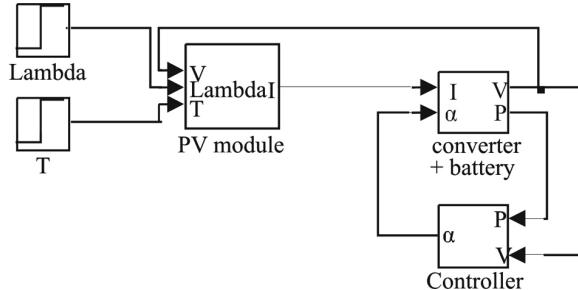 Lambda
T
V
LambdaI
T
PV module
I V
α P
converter
+ battery
P
α
V
Controller